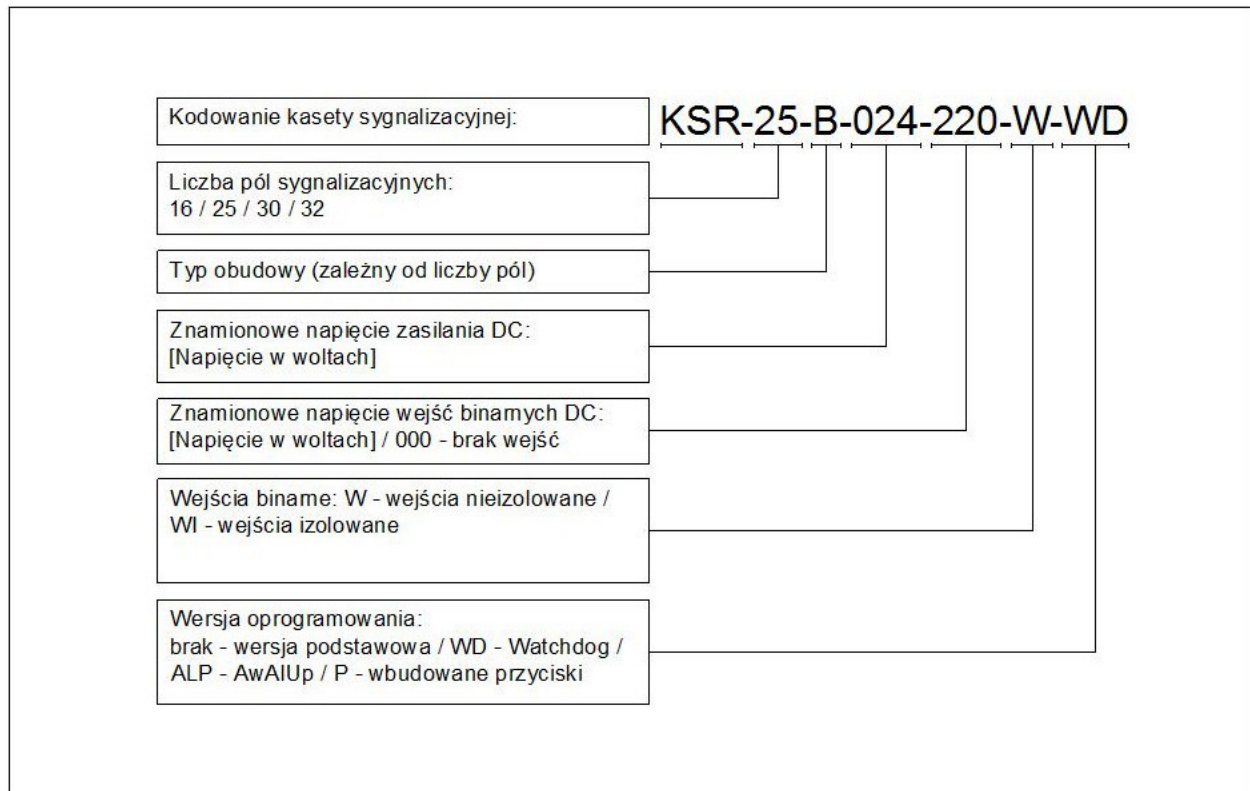 Kodowanie kasety sygnalizacyjnej:
KSR-25-B-024-220-W-WD
Liczba pól sygnalizacyjnych:
16 / 25 / 30 / 32
Typ obudowy (zależny od liczby pól)
Znamionowe napięcie zasilania DC:
[Napięcie w woltach]
Znamionowe napięcie wejść binarnych DC:
[Napięcie w woltach] / 000 - brak wejść
Wejścia binarne: W - wejścia nieizolowane /
WI - wejścia izolowane
Wersja oprogramowania:
brak - wersja podstawowa / WD - Watchdog /
ALP - AwAlUp / P - wbudowane przyciski